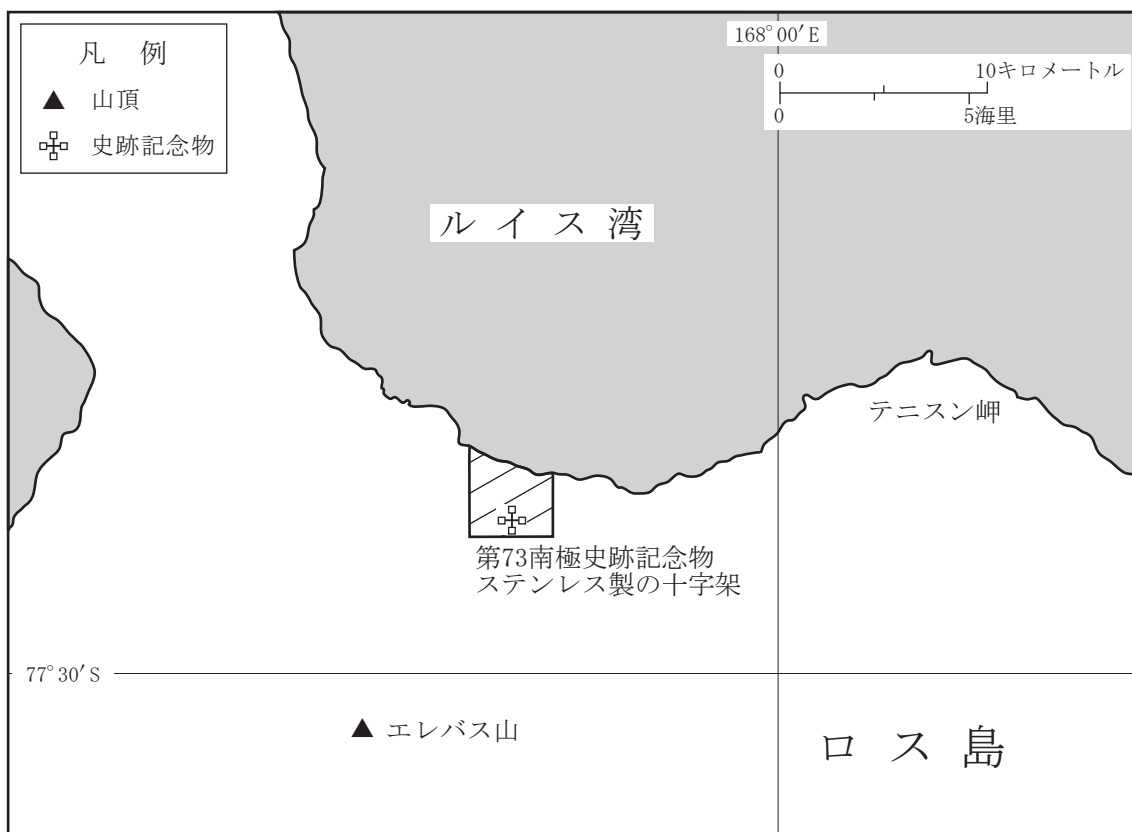 凡 例
山頂
史跡記念物
168°00′E
0 10キロメートル
0 5海里
ルイス湾
テニスン岬
第73南極史跡記念物
ステンレス製の十字架
77°30′S
エレバス山
ロス島